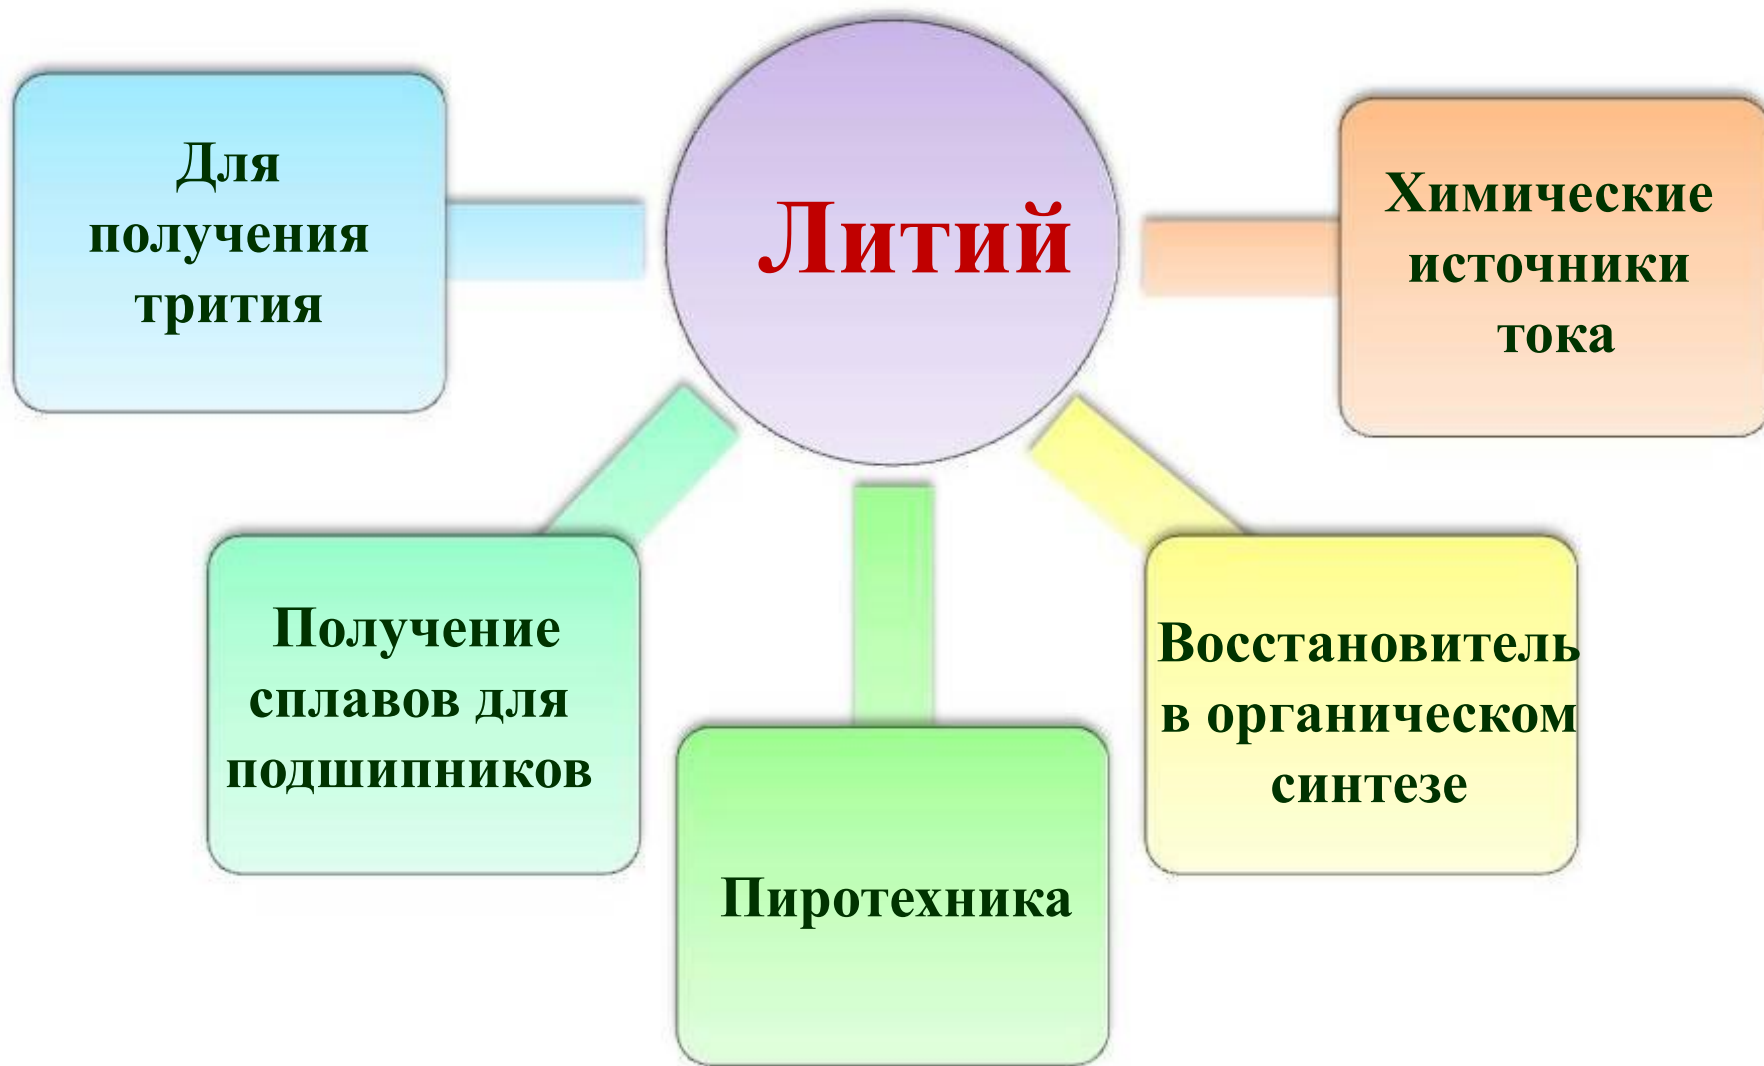 Литий
Для
получения
трития
Химические
источники
тока
Получение
сплавов для
подшипников
Восстановитель
в органическом
синтезе
Пиротехника